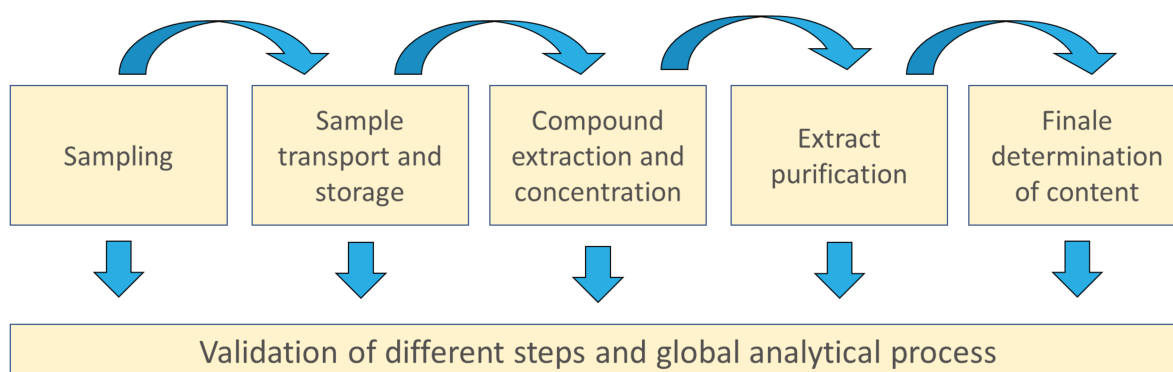 Sampling
Sample
transport and
storage
Compound
extraction and
concentration
Extract
purification
Finale
determination
of content
Validation of different steps and global analytical process